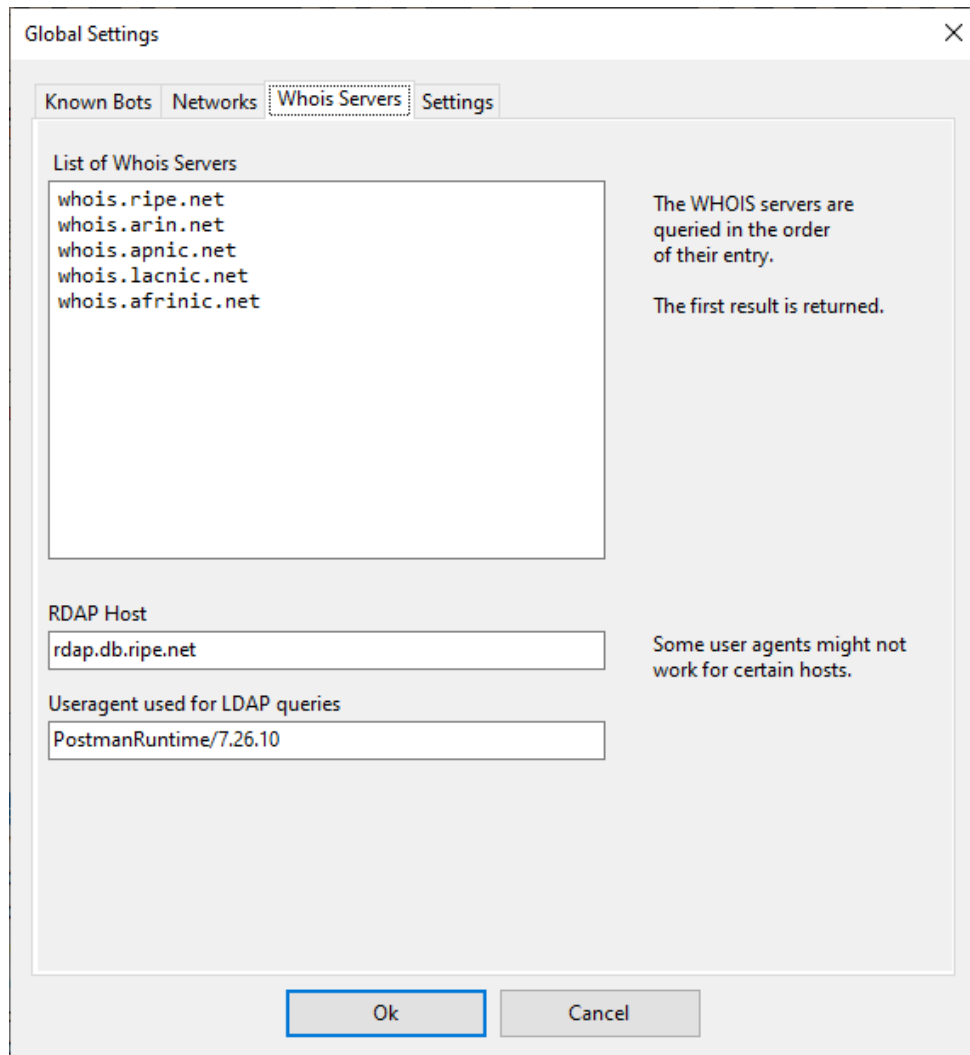 Global Settings
Known Bots
Networks
Whois Servers
Settings
List of Whois Servers
whois.ripe.net
whois.arin.net
whois.apnic.net
whois.lacnic.net
whois.afrinic.net
The WHOIS servers are
queried in the order
of their entry.
The first result is returned.
RDAP Host
rdap.db.ripe.net
Some user agents might not
work for certain hosts.
Useragent used for LDAP queries
PostmanRuntime/7.26.10
Ok
Cancel